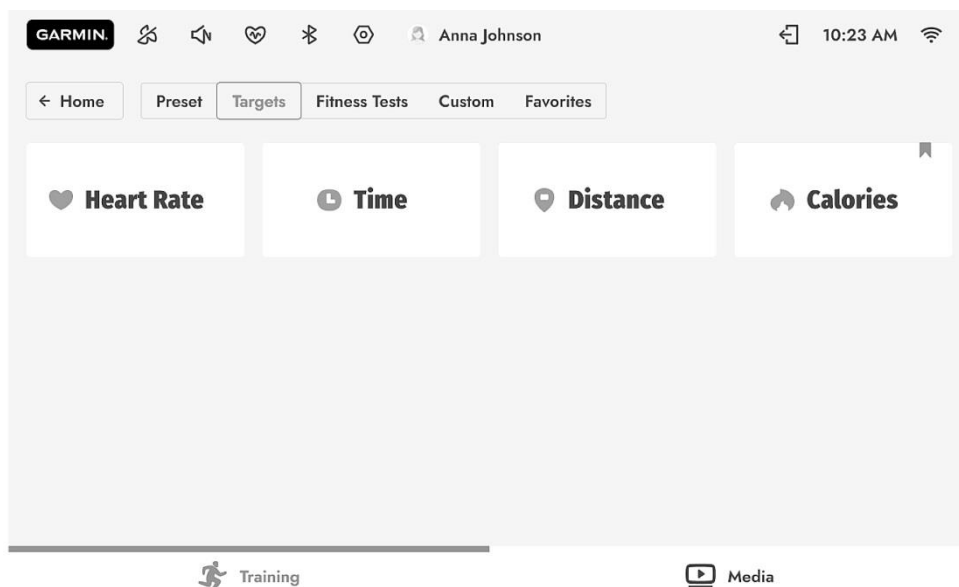 GARMIN. Anna Johnson 10:23 AM
← Home Preset Targets Fitness Tests Custom Favorites
Heart Rate Time Distance Calories
Training Media